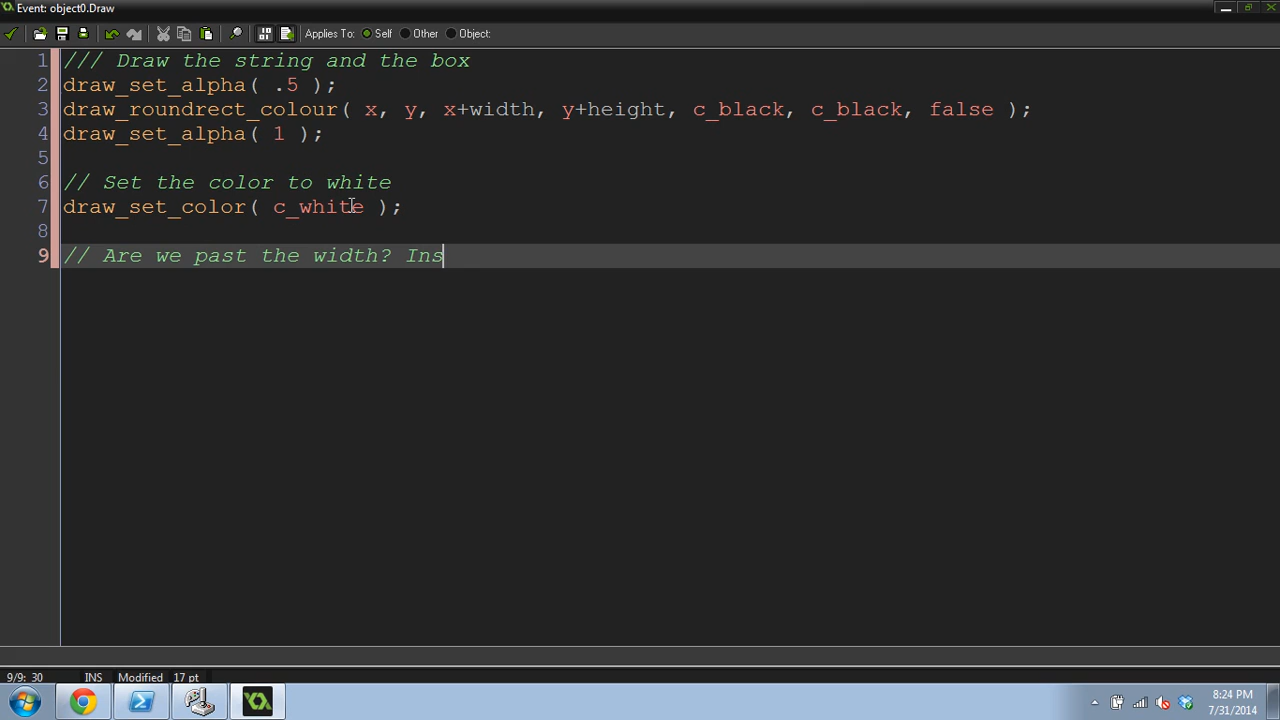 Event: object0.Draw
Applies To: Self Other Object:
1 /// Draw the string and the box
2 draw_set_alpha( .5 );
3 draw_roundrect_colour( x, y, x+width, y+height, c_black, c_black, false );
4 draw_set_alpha( 1 );
5
6 // Set the color to white
7 draw_set_color( c_white );
8
9 // Are we past the width? Ins
9/9: 30 INS Modified 17 pt
8:24 PM
7/31/2014